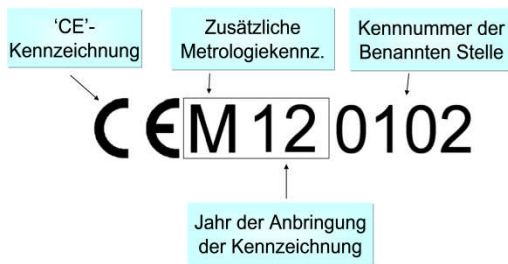 'CE'-
Kennzeichnung
Zusätzliche
Metrologiekennz.
Kennnummer der
Benannten Stelle
CE M 12 0102
Jahr der Anbringung
der Kennzeichnung